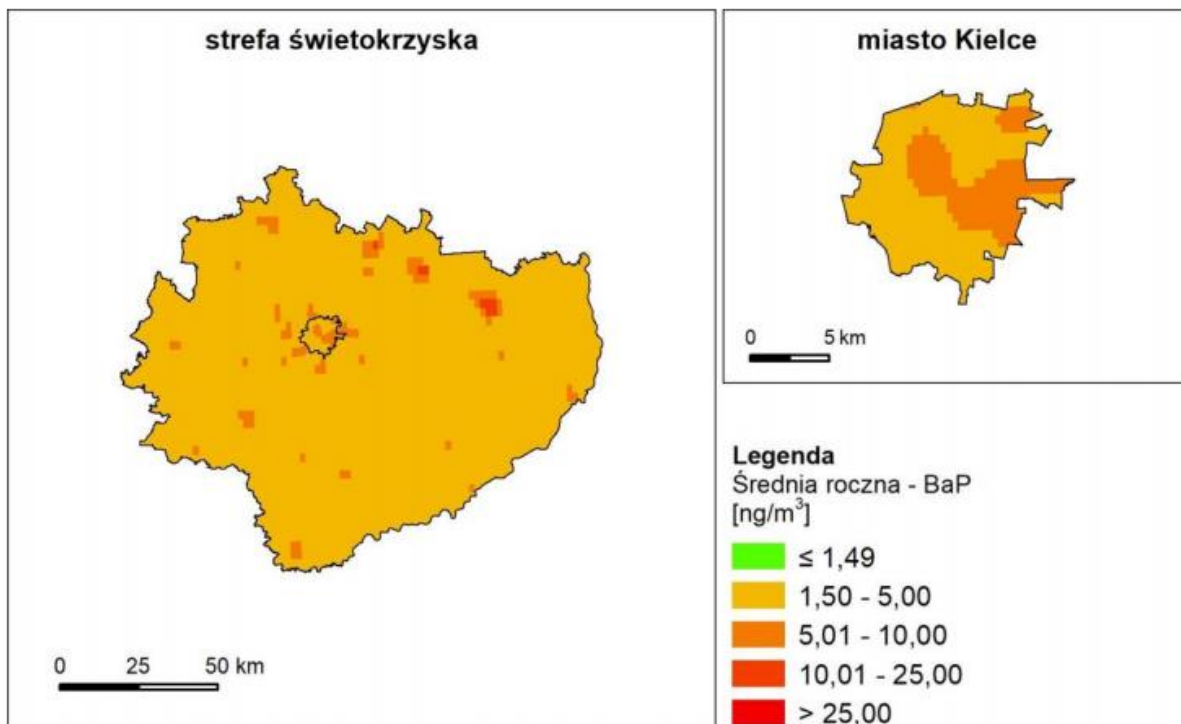 strefa świetokrzyska
miasto Kielce
0 5 km
0 25 50 km
Legenda
Średnia roczna - BaP
[ng/m³]
≤ 1,49
1,50 - 5,00
5,01 - 10,00
10,01 - 25,00
> 25,00